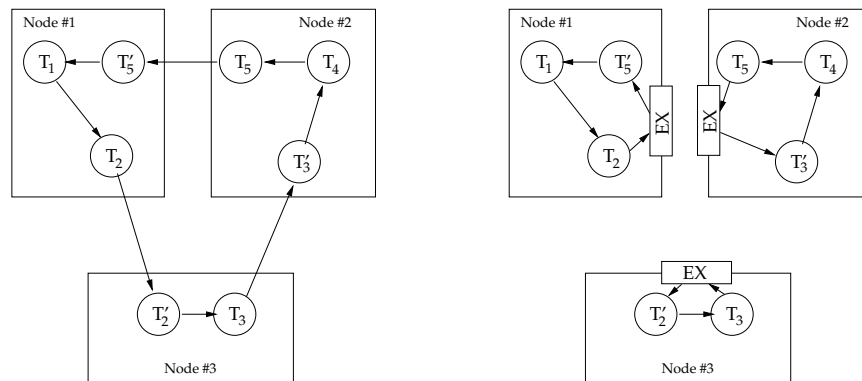 Node #1
Node #2
T1 T5′ T5 T4
T2 T3′
T2′ T3
Node #3
Node #1
Node #2
T1 T5′ T5 T4
EX EX
T2 T3′
EX
T2′ T3
Node #3